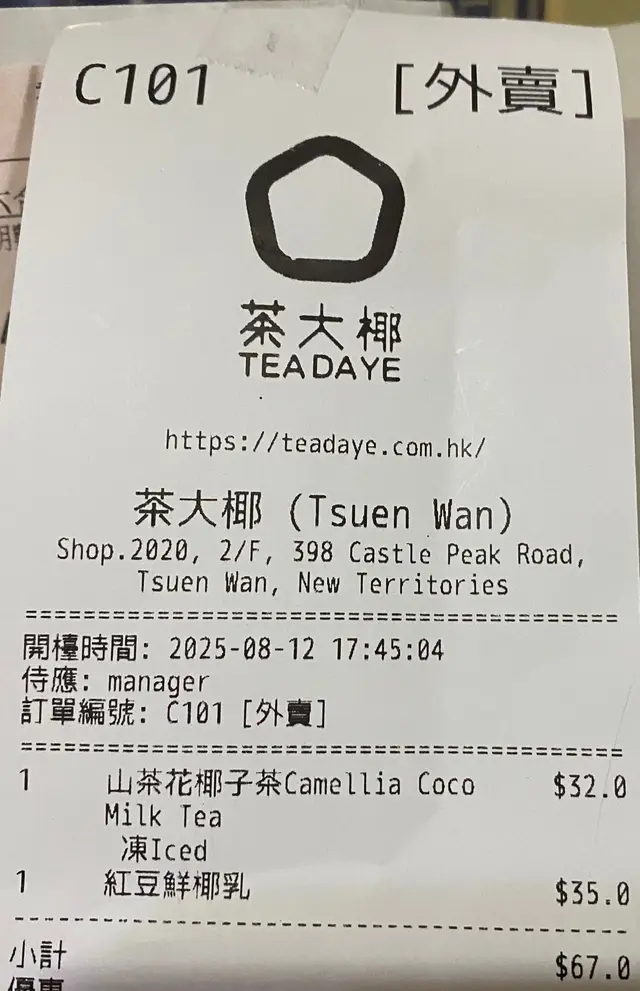 C101 [外賣]
茶大椰
TEADAYE
https://teadaye.com.hk/
茶大椰 (Tsuen Wan)
Shop.2020, 2/F, 398 Castle Peak Road,
Tsuen Wan, New Territories
開檯時間: 2025-08-12 17:45:04
侍應: manager
訂單編號: C101 [外賣]
1 山茶花椰子茶Camellia Coco $32.0
Milk Tea
凍Iced
1 紅豆鮮椰乳 $35.0
小計 $67.0